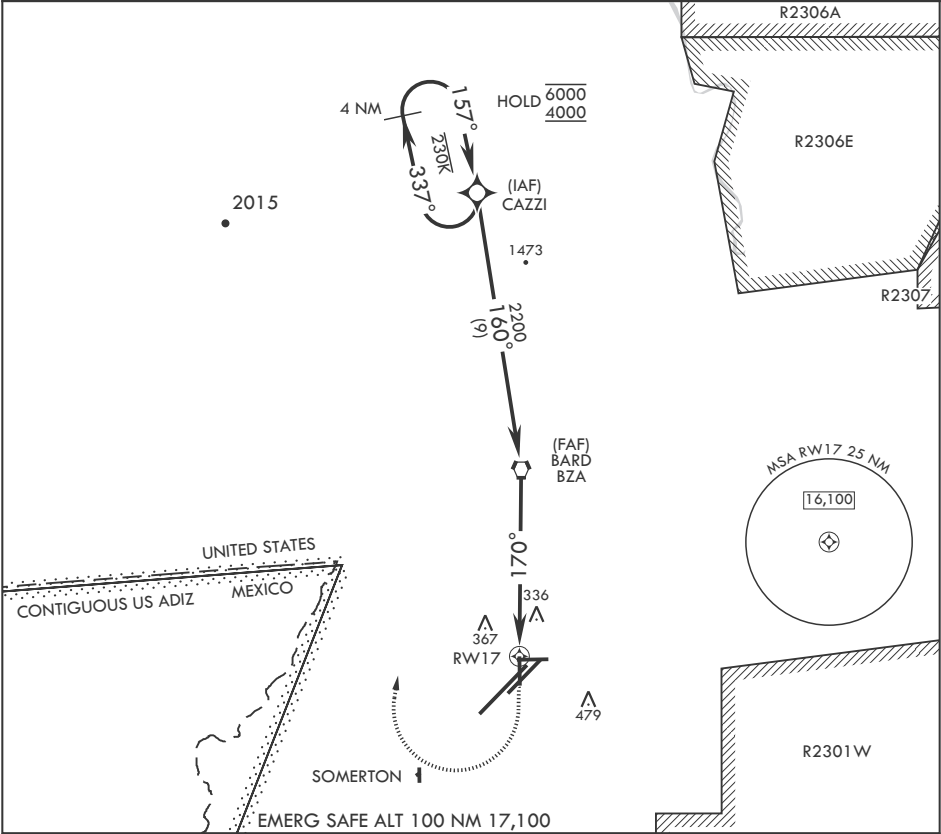 R2306A
HOLD 6000
4000
4 NM
157°
230K
337°
R2306E
(IAF)
CAZZI
2015
1473
R2307
2200
160°
(9)
(FAF)
BARD
BZA
MSA RW17 25 NM
16,100
170°
UNITED STATES
MEXICO
CONTIGUOUS US ADIZ
336
367
RW17
479
R2301W
SOMERTON
EMERG SAFE ALT 100 NM 17,100